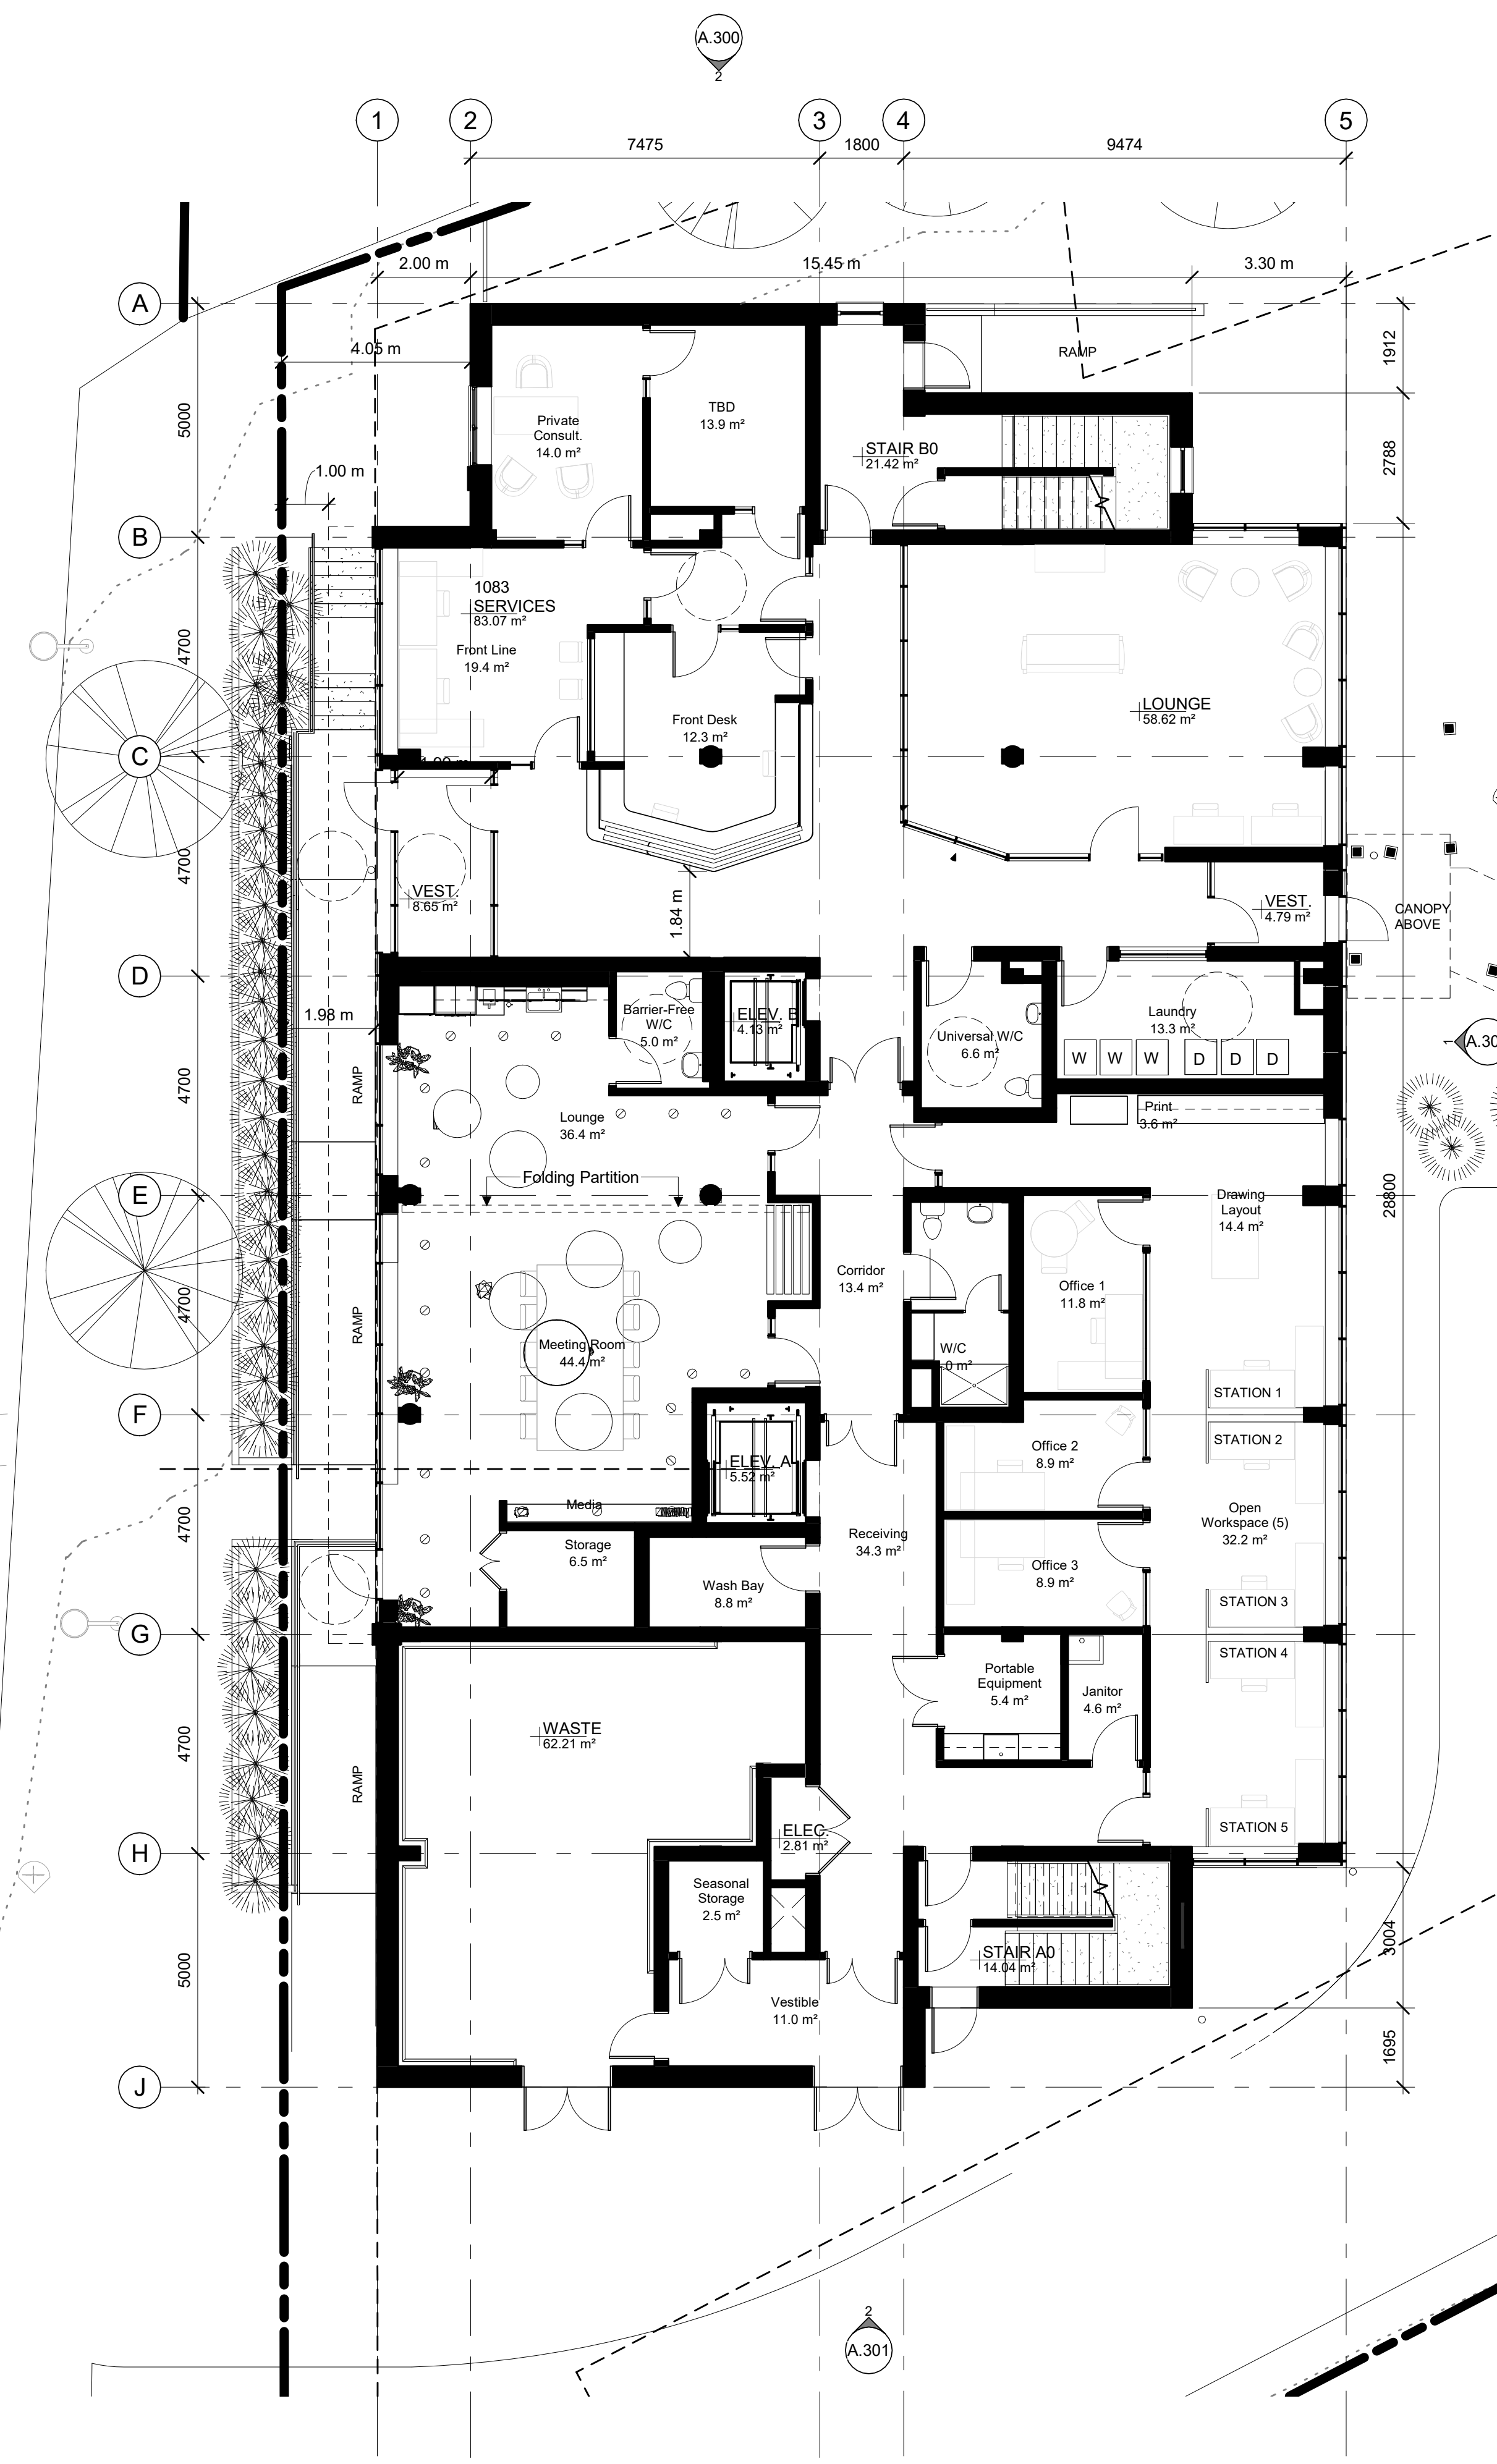 A.300
2
1
2
3
4
5
7475
1800
9474
2.00 m
15.45 m
3.30 m
A
4.05 m
RAMP
1912
5000
Private
Consult.
14.0 m²
TBD
13.9 m²
STAIR B0
21.42 m²
2788
1.00 m
B
1083
SERVICES
83.07 m²
Front Line
19.4 m²
4700
Front Desk
12.3 m²
LOUNGE
58.62 m²
C
4700
VEST.
8.65 m²
1.84 m
VEST.
4.79 m²
CANOPY
ABOVE
D
1.98 m
Barrier-Free
W/C
5.0 m²
ELEV. B
4.13 m²
Universal W/C
6.6 m²
Laundry
13.3 m²
W
W
W
D
D
D
1
RAMP
4700
Lounge
36.4 m²
Print
3.6 m²
Folding Partition
E
Drawing
Layout
14.4 m²
28800
Corridor
13.4 m²
Office 1
11.8 m²
4700
RAMP
Meeting Room
44.4 m²
W/C
STATION 1
F
STATION 2
Office 2
8.9 m²
ELEV. A
5.52 m²
Media
4700
Storage
6.5 m²
Receiving
34.3 m²
Open
Workspace (5)
32.2 m²
Wash Bay
8.8 m²
Office 3
8.9 m²
STATION 3
G
STATION 4
Portable
Equipment
5.4 m²
Janitor
4.6 m²
WASTE
62.21 m²
4700
RAMP
STATION 5
ELEC.
2.81 m²
H
Seasonal
Storage
2.5 m²
STAIR A0
14.04 m²
3004
5000
Vestible
11.0 m²
1695
J
2
A.301